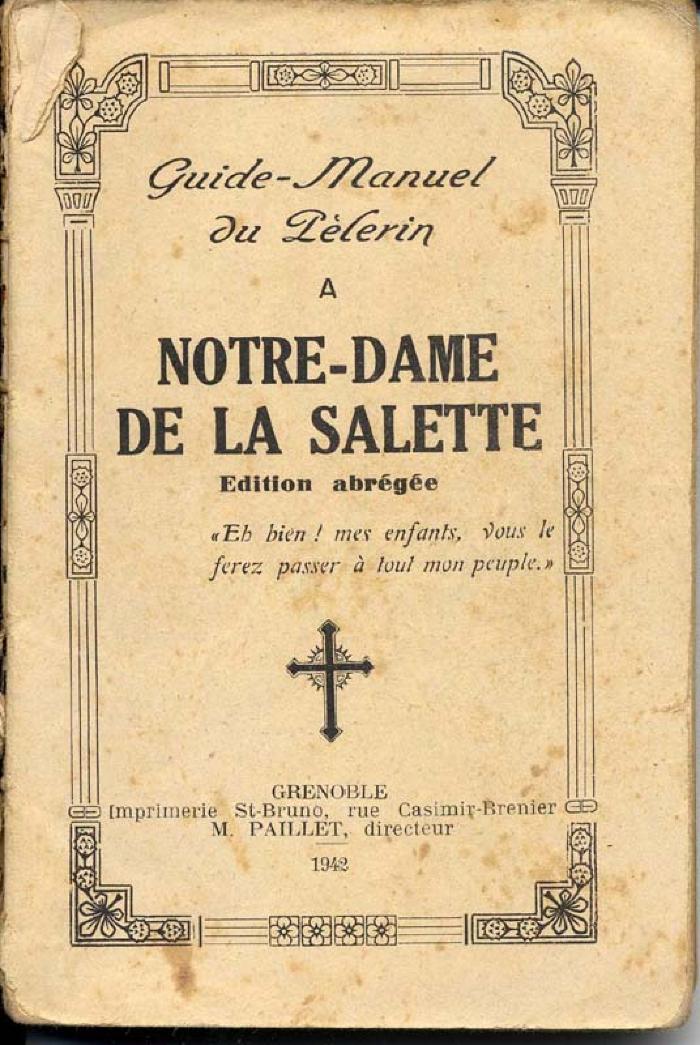 Guide-Manuel
du Pèlerin
A
NOTRE-DAME
DE LA SALETTE
Edition abrégée
«Eh bien ! mes enfants, vous le
ferez passer à tout mon peuple.»
GRENOBLE
Imprimerie St-Bruno, rue Casimir-Brenier
M. PAILLET, directeur
1942